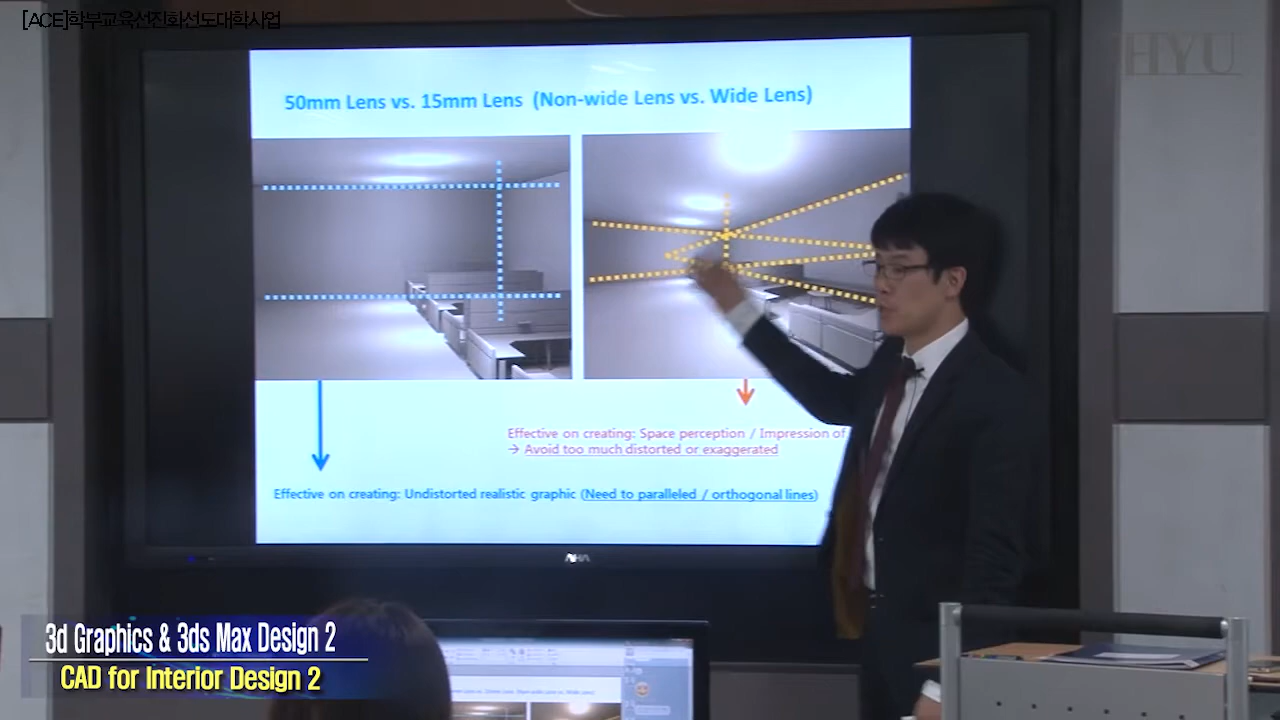 [ACE]학부교육선진화선도대학사업
HYU
50mm Lens vs. 15mm Lens (Non-wide Lens vs. Wide Lens)
Effective on creating: Space perception / Impression of
→ Avoid too much distorted or exaggerated
Effective on creating: Undistorted realistic graphic (Need to paralleled / orthogonal lines)
AHA
3d Graphics & 3ds Max Design 2
CAD for Interior Design 2